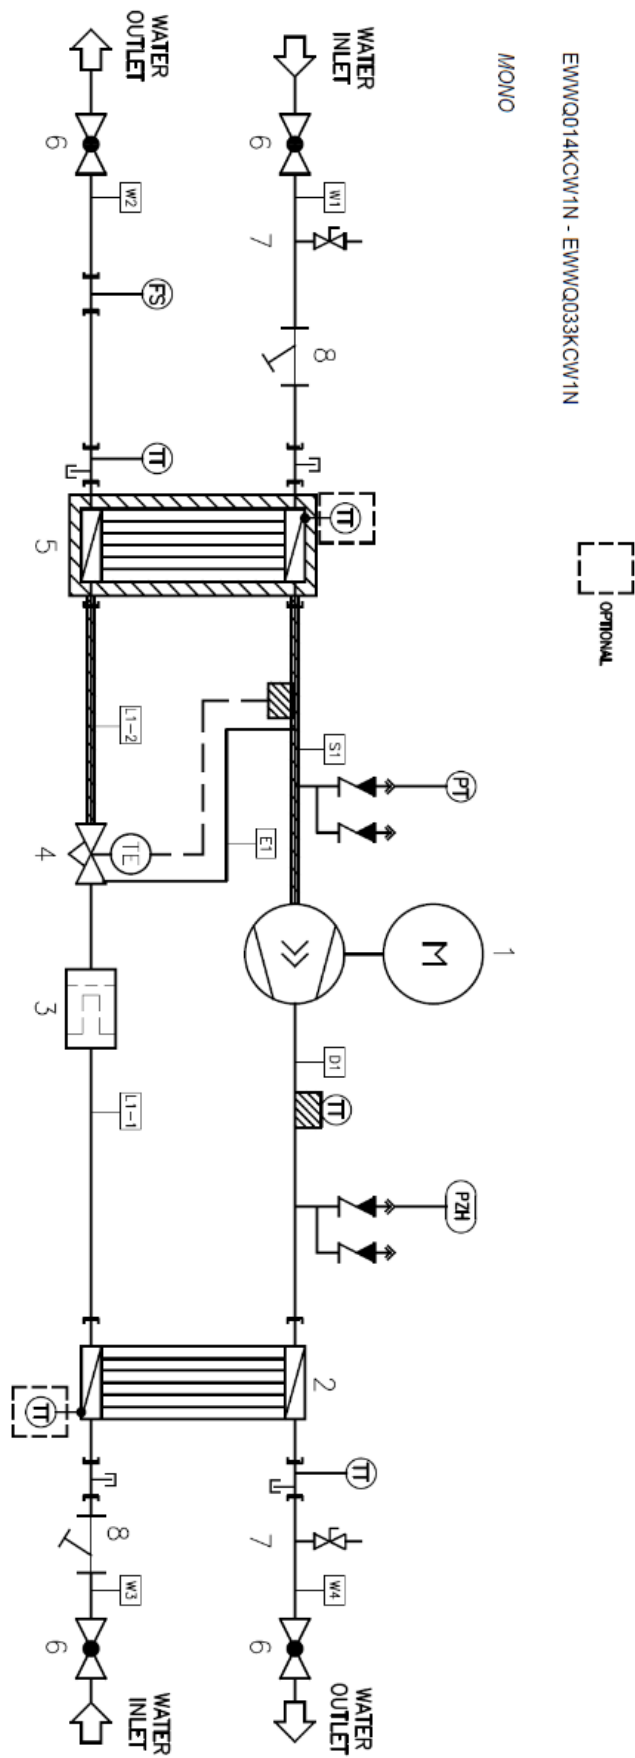 EWWQ014KCW1N - EWWQ033KCW1N
OPTIONAL
MONO
1
PT
PZH
M
WATER
INLET
WATER
OUTLET
TT
TT
TT
W1
S1
D1
W4
8
2
6
7
7
6
E1
WATER
OUTLET
WATER
INLET
FS
TT
W2
L1-2
TE
L1-1
8
W3
6
5
4
3
6
TT